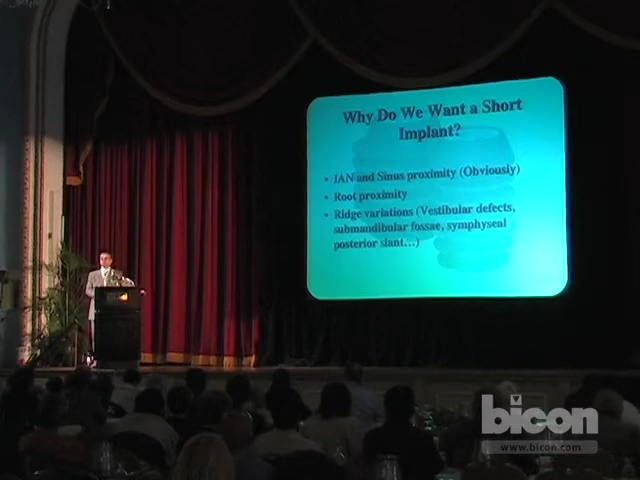 Why Do We Want a Short
Implant?
• IAN and Sinus proximity (Obviously)
• Root proximity
• Ridge variations (Vestibular defects,
submandibular fossae, symphyseal
posterior slant…)
bicon
www.bicon.com